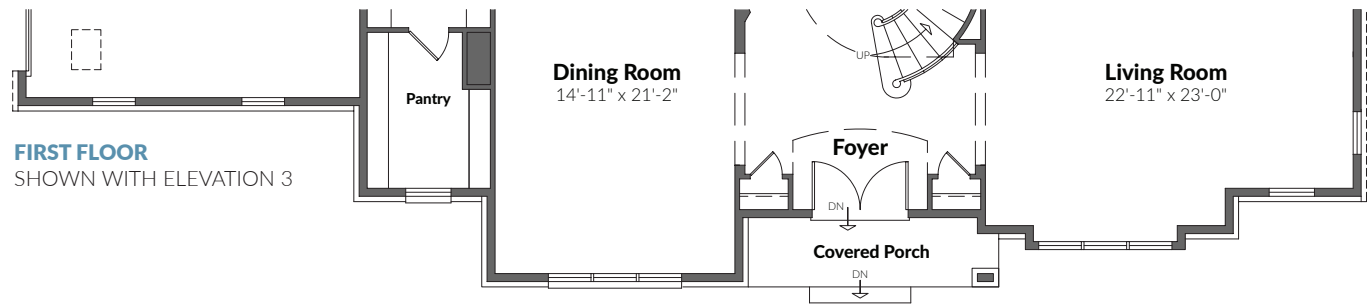 UP
Dining Room
14'-11" x 21'-2"
Living Room
22'-11" x 23'-0"
Pantry
FIRST FLOOR
SHOWN WITH ELEVATION 3
Foyer
DN
Covered Porch
DN